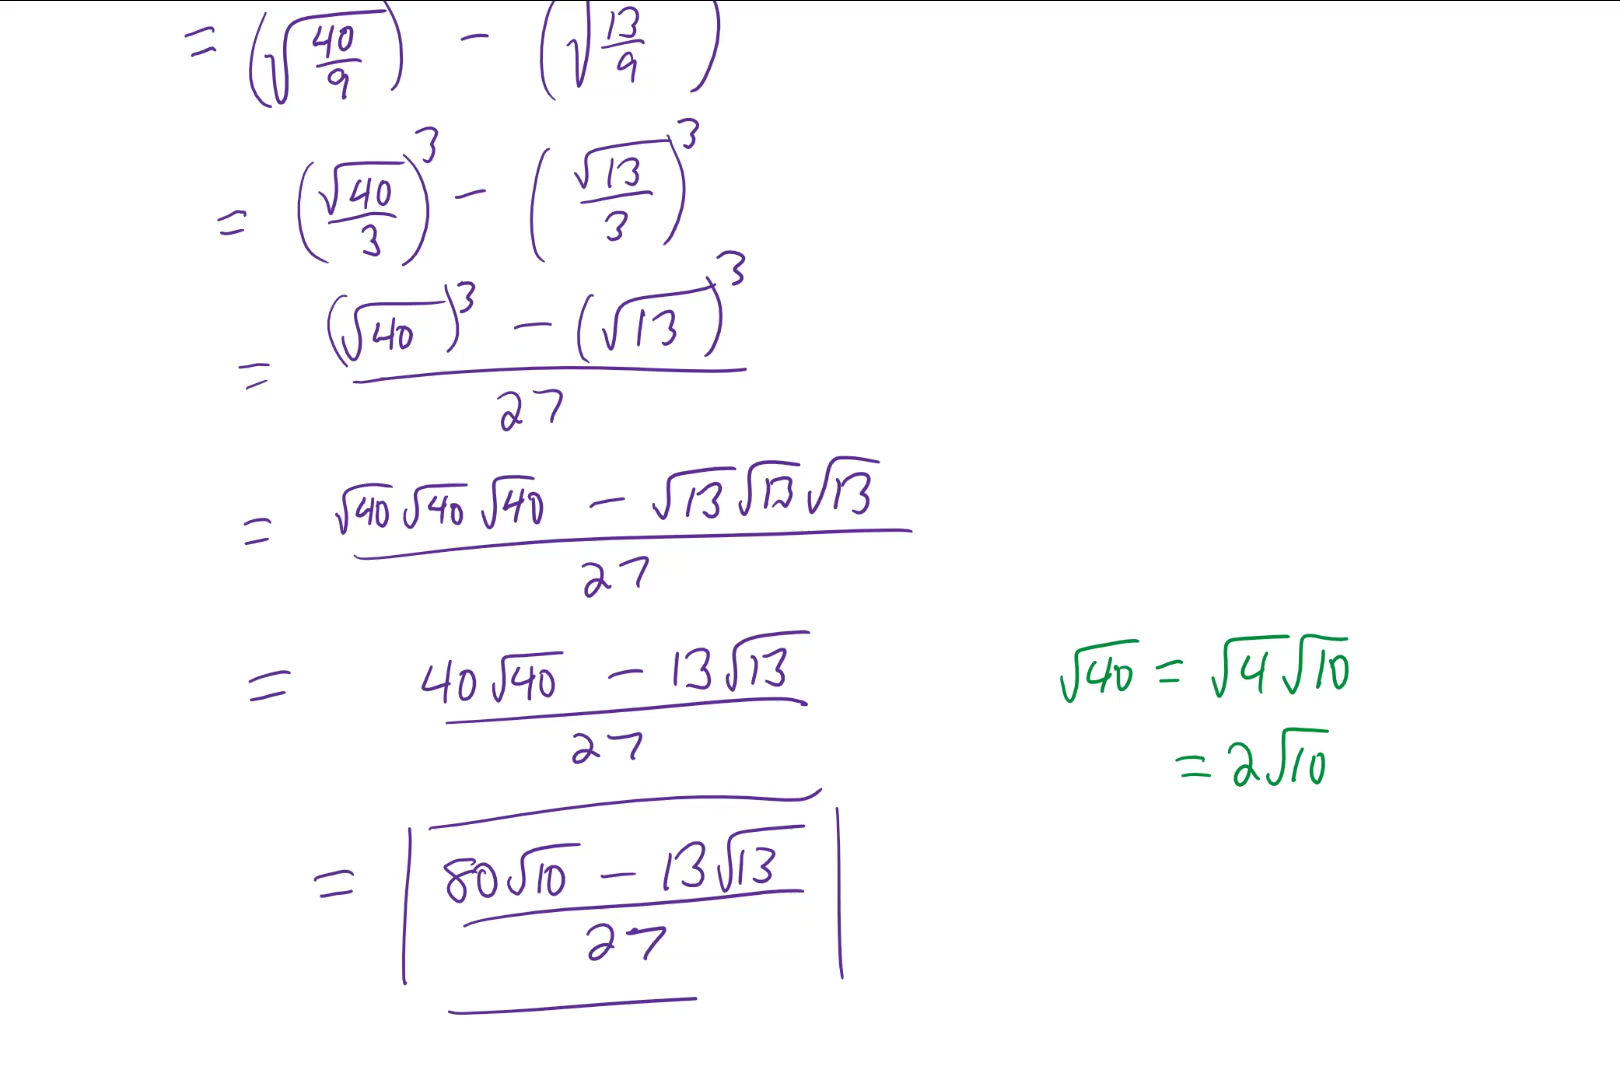 = (√(40/9)) - (√(13/9))
= (√40/3)^3 - (√13/3)^3
= ((√40)^3 - (√13)^3)/27
= (√40 √40 √40 - √13 √13 √13)/27
= (40√40 - 13√13)/27
√40 = √4 √10
= 2√10
= (80√10 - 13√13)/27